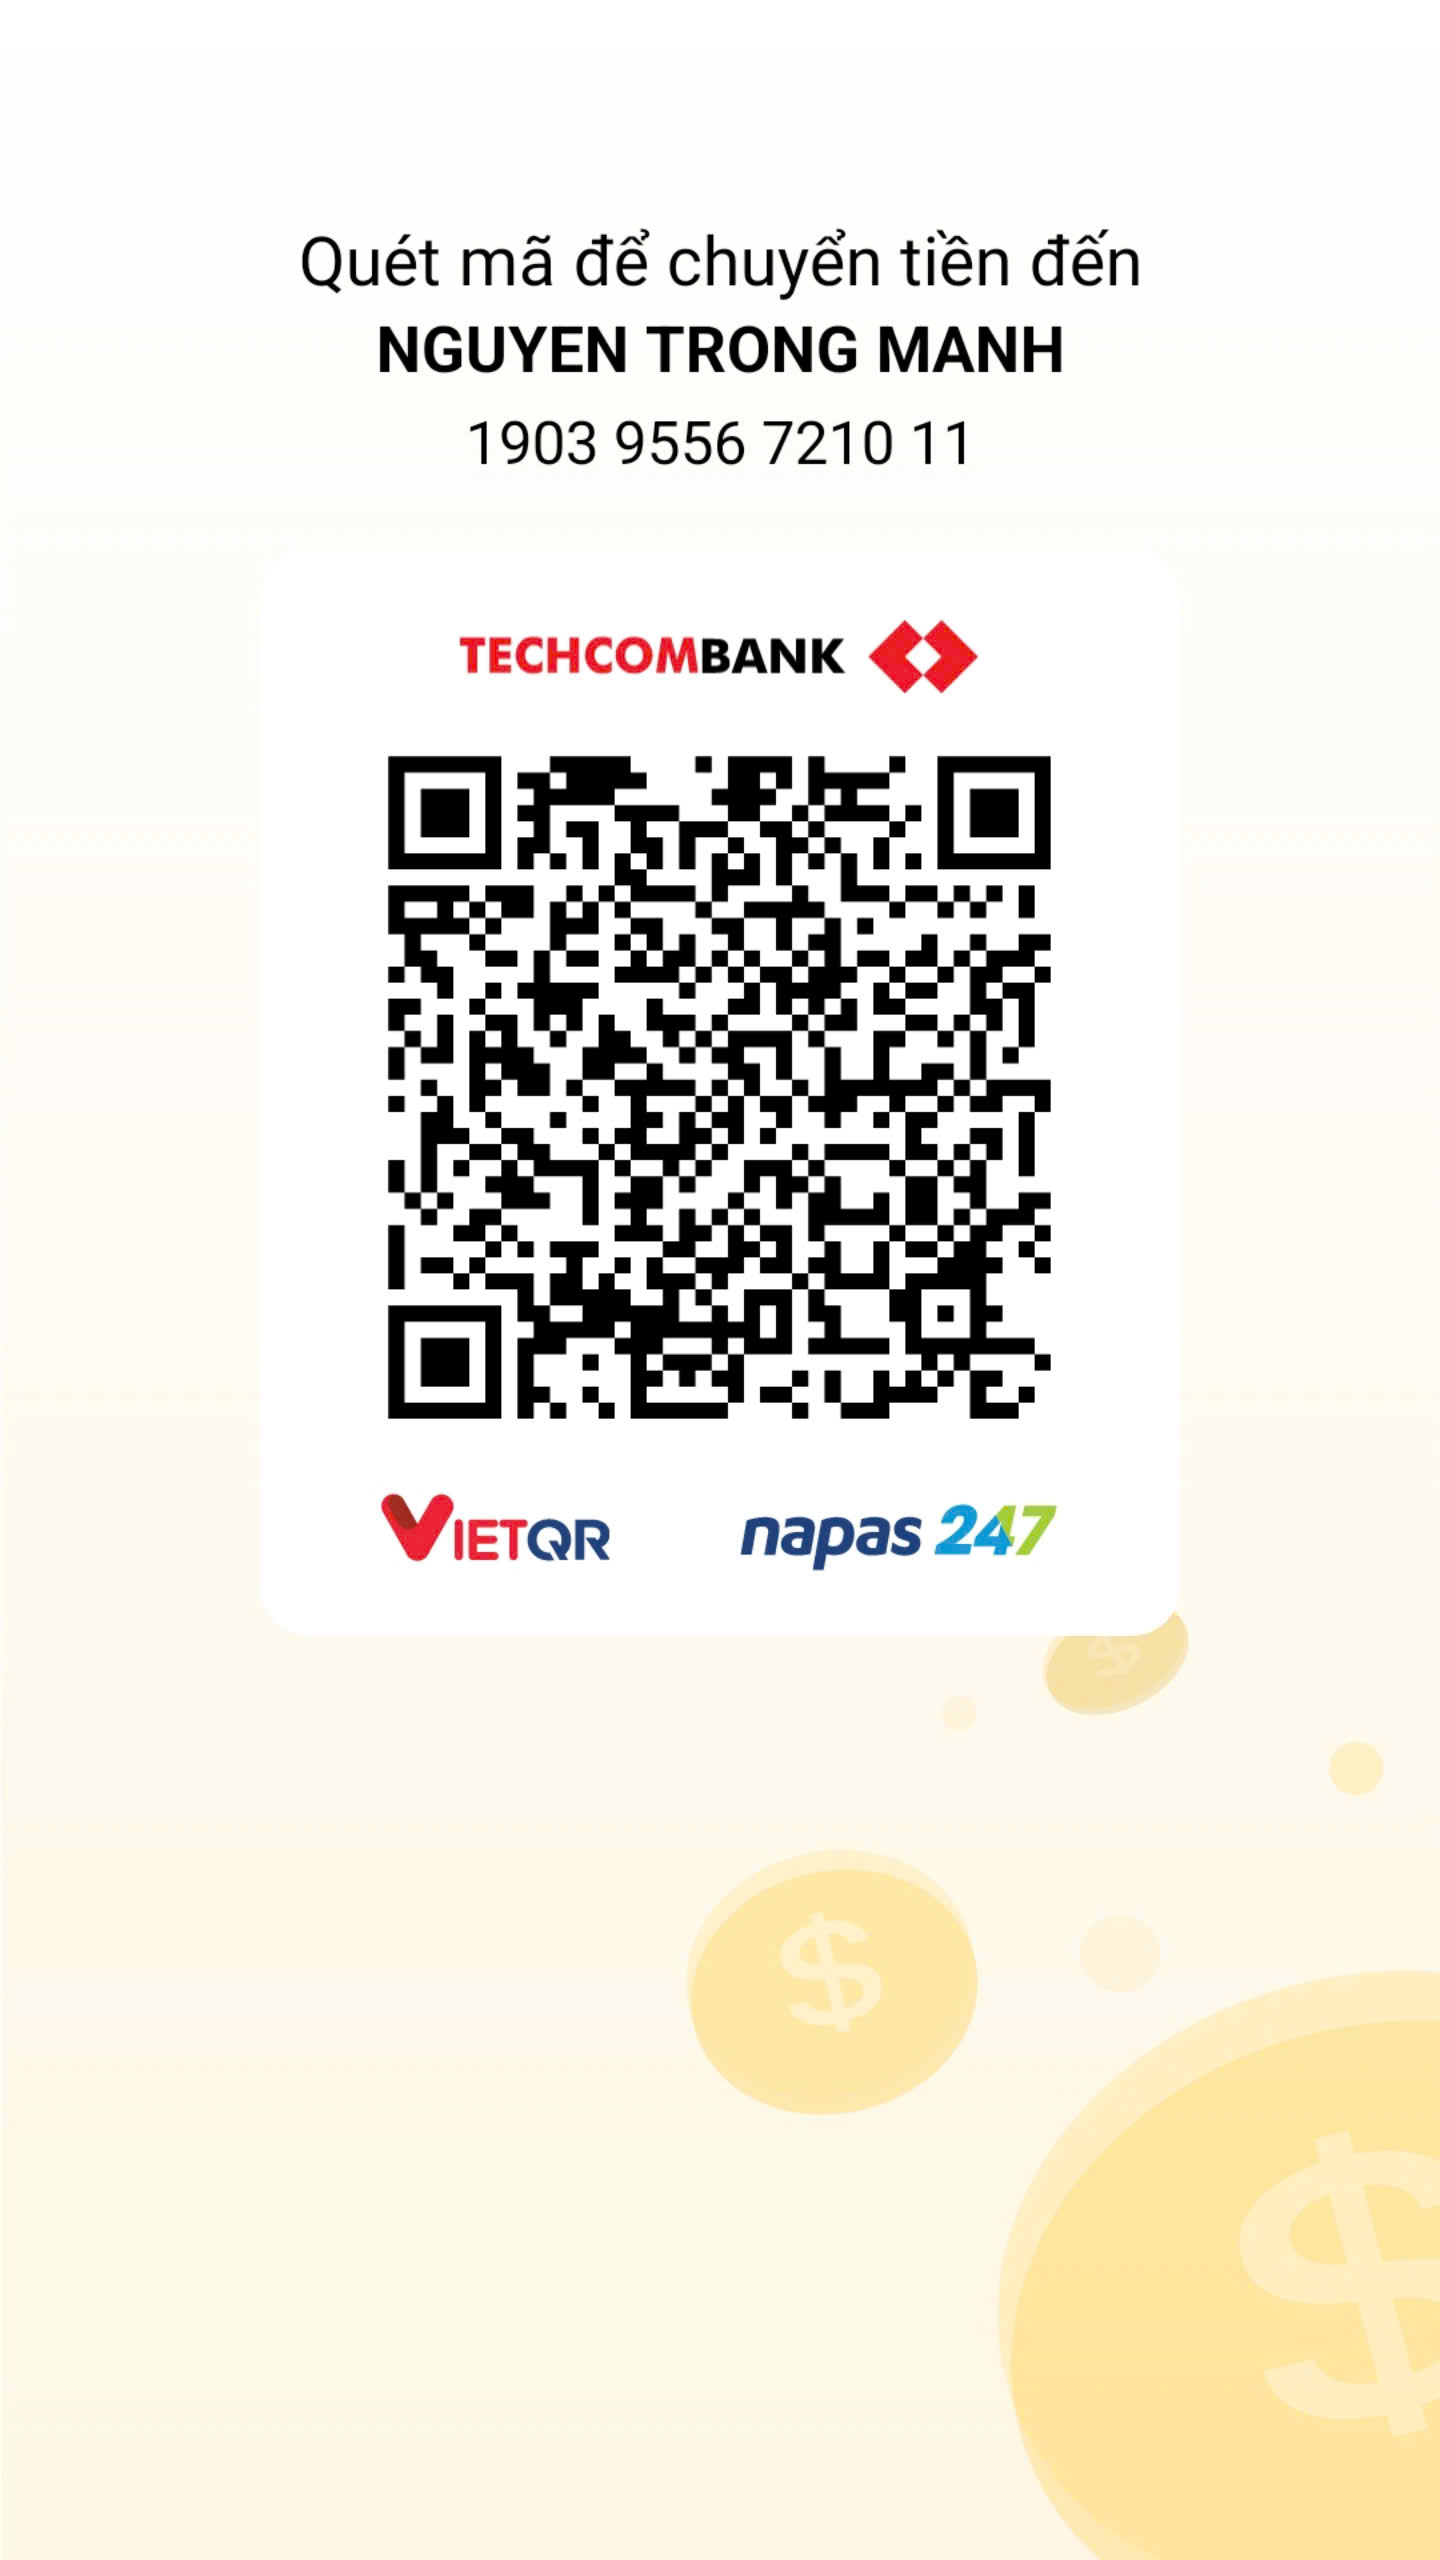 Quét mã để chuyển tiền đến
NGUYEN TRONG MANH
1903 9556 7210 11
TECHCOMBANK
VIETQR
napas 247
$
$
$